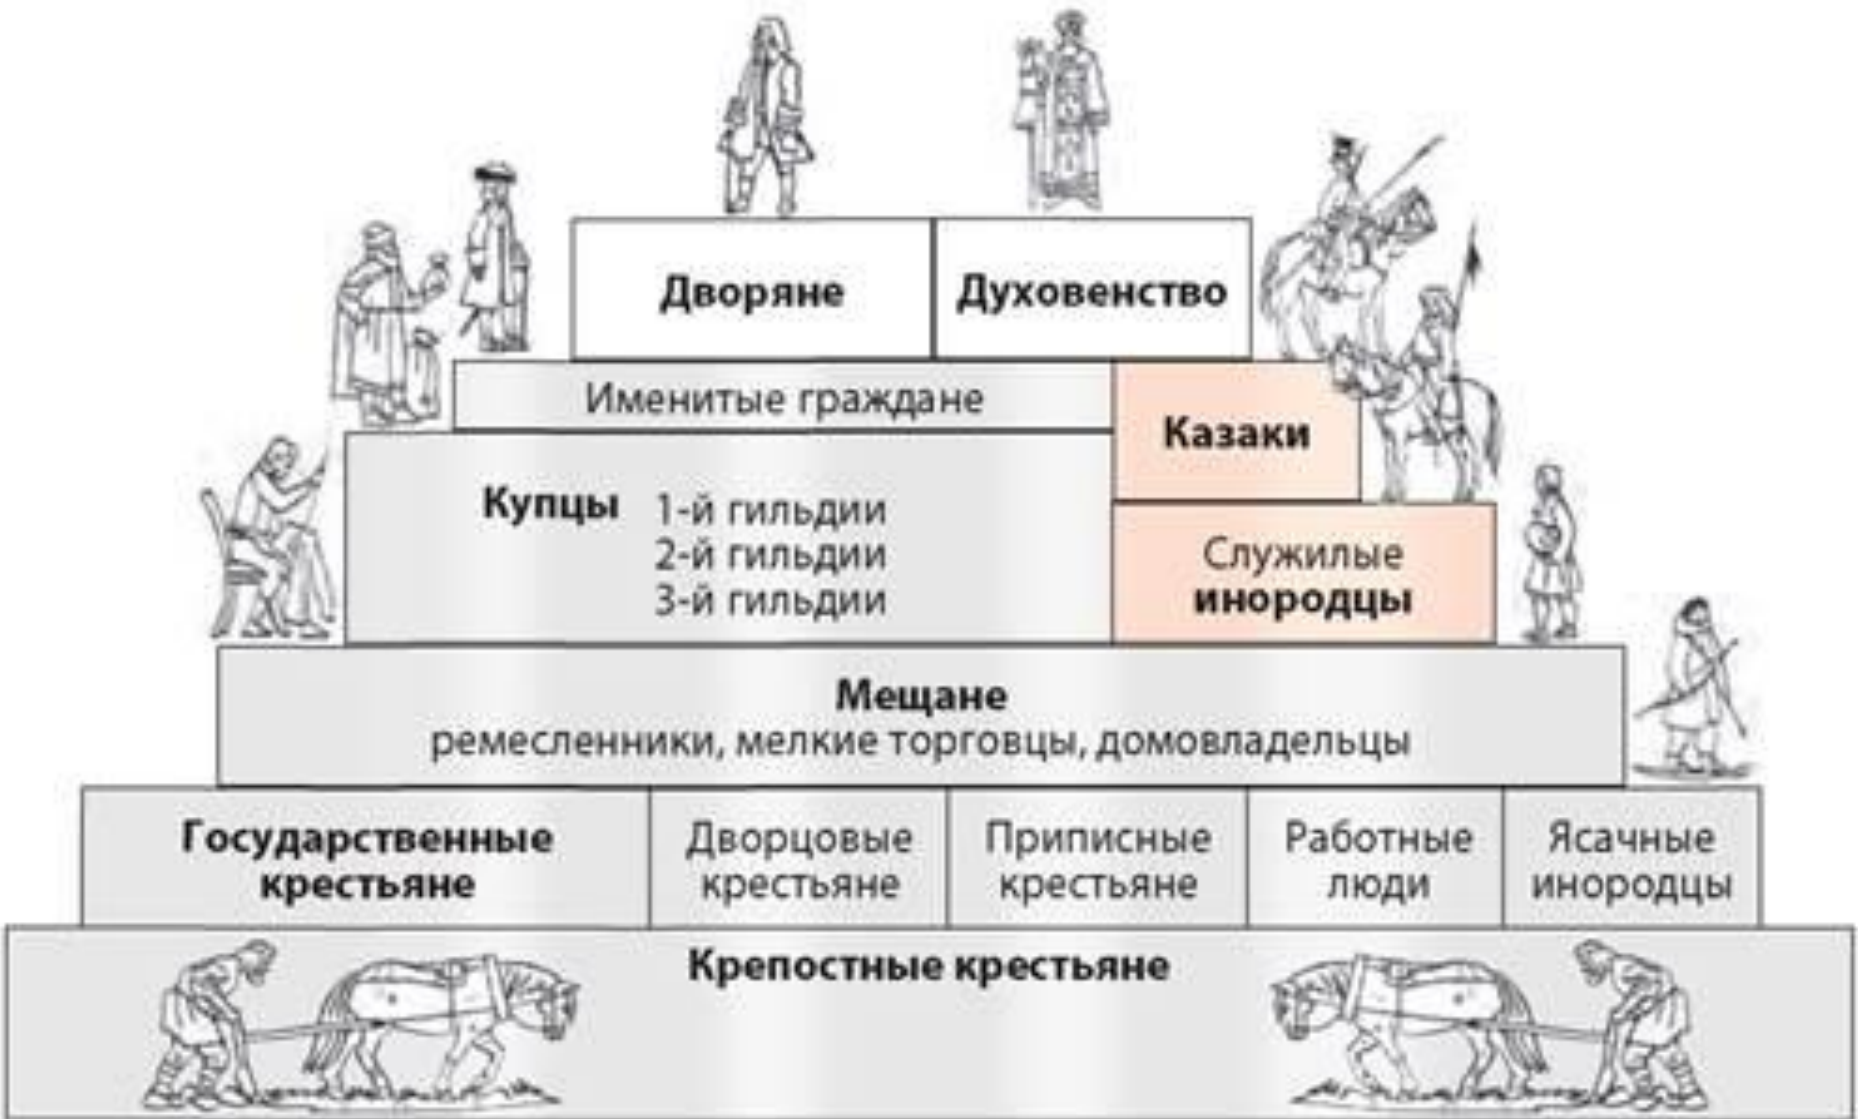 Дворяне
Духовенство
Именитые граждане
Казаки
Купцы 1-й гильдии
2-й гильдии
3-й гильдии
Служилые
инородцы
Мещане
ремесленники, мелкие торговцы, домовладельцы
Государственные
крестьяне
Дворцовые
крестьяне
Приписные
крестьяне
Работные
люди
Ясачные
инородцы
Крепостные крестьяне